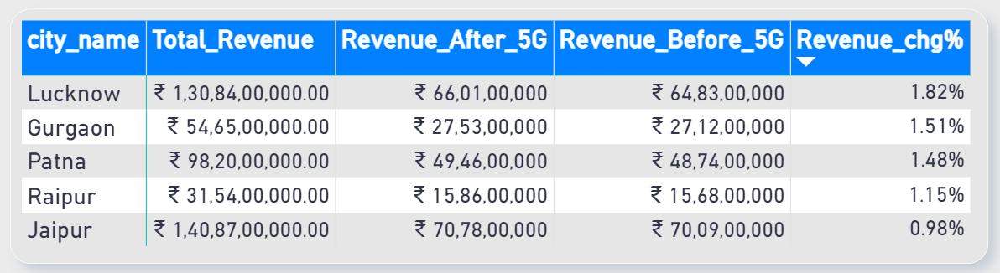 city_name Total_Revenue Revenue_After_5G Revenue_Before_5G Revenue_chg%
Lucknow ₹ 1,30,84,00,000.00 ₹ 66,01,00,000 ₹ 64,83,00,000 1.82%
Gurgaon ₹ 54,65,00,000.00 ₹ 27,53,00,000 ₹ 27,12,00,000 1.51%
Patna ₹ 98,20,00,000.00 ₹ 49,46,00,000 ₹ 48,74,00,000 1.48%
Raipur ₹ 31,54,00,000.00 ₹ 15,86,00,000 ₹ 15,68,00,000 1.15%
Jaipur ₹ 1,40,87,00,000.00 ₹ 70,78,00,000 ₹ 70,09,00,000 0.98%